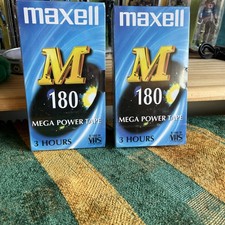 maxell
M
180
MEGA POWER TAPE
3 HOURS
VHS
maxell
M
180
MEGA POWER TAPE
3 HOURS
VHS